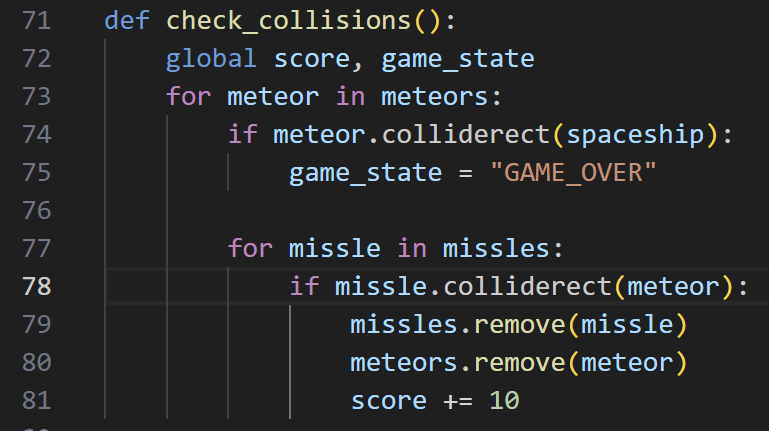 71 def check_collisions():
72     global score, game_state
73     for meteor in meteors:
74         if meteor.colliderect(spaceship):
75             game_state = "GAME_OVER"
76
77         for missle in missles:
78             if missle.colliderect(meteor):
79                 missles.remove(missle)
80                 meteors.remove(meteor)
81                 score += 10